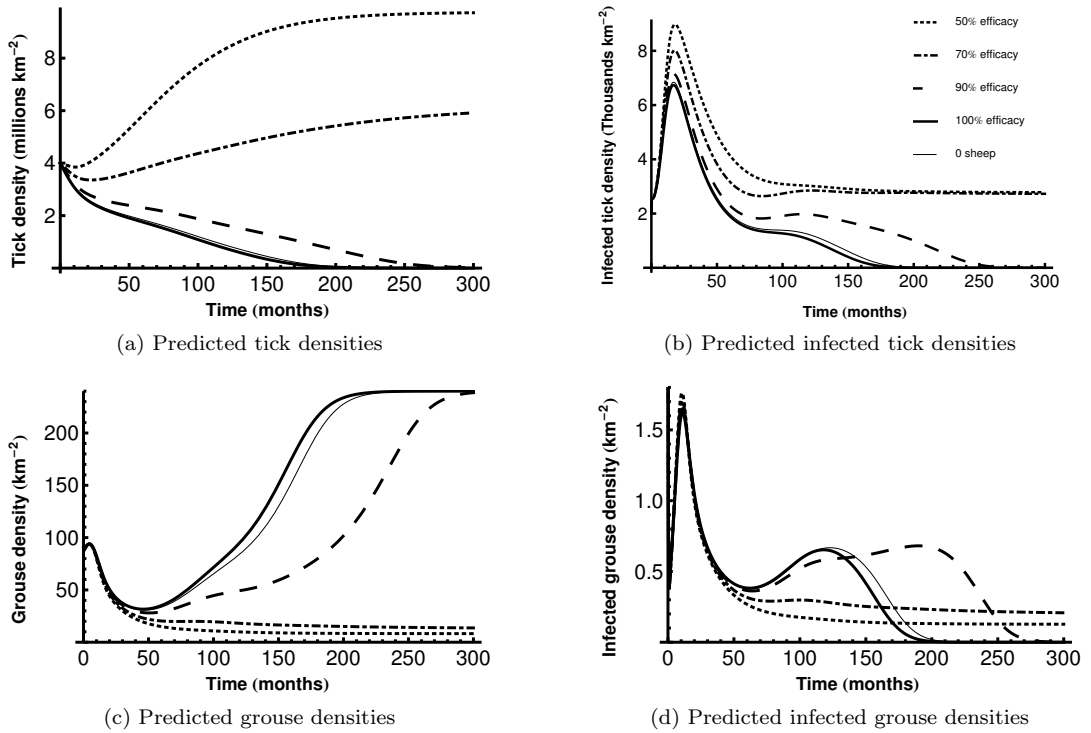 Tick density (millions km⁻²)
8
6
4
2
50 100 150 200 250 300
Time (months)
(a) Predicted tick densities
Infected tick density (Thousands km⁻²)
8
6
4
2
50 100 150 200 250 300
Time (months)
50% efficacy
70% efficacy
90% efficacy
100% efficacy
0 sheep
(b) Predicted infected tick densities
Grouse density (km⁻²)
200
150
100
50
0 50 100 150 200 250 300
Time (months)
(c) Predicted grouse densities
Infected grouse density (km⁻²)
1.5
1.0
0.5
0 50 100 150 200 250 300
Time (months)
(d) Predicted infected grouse densities